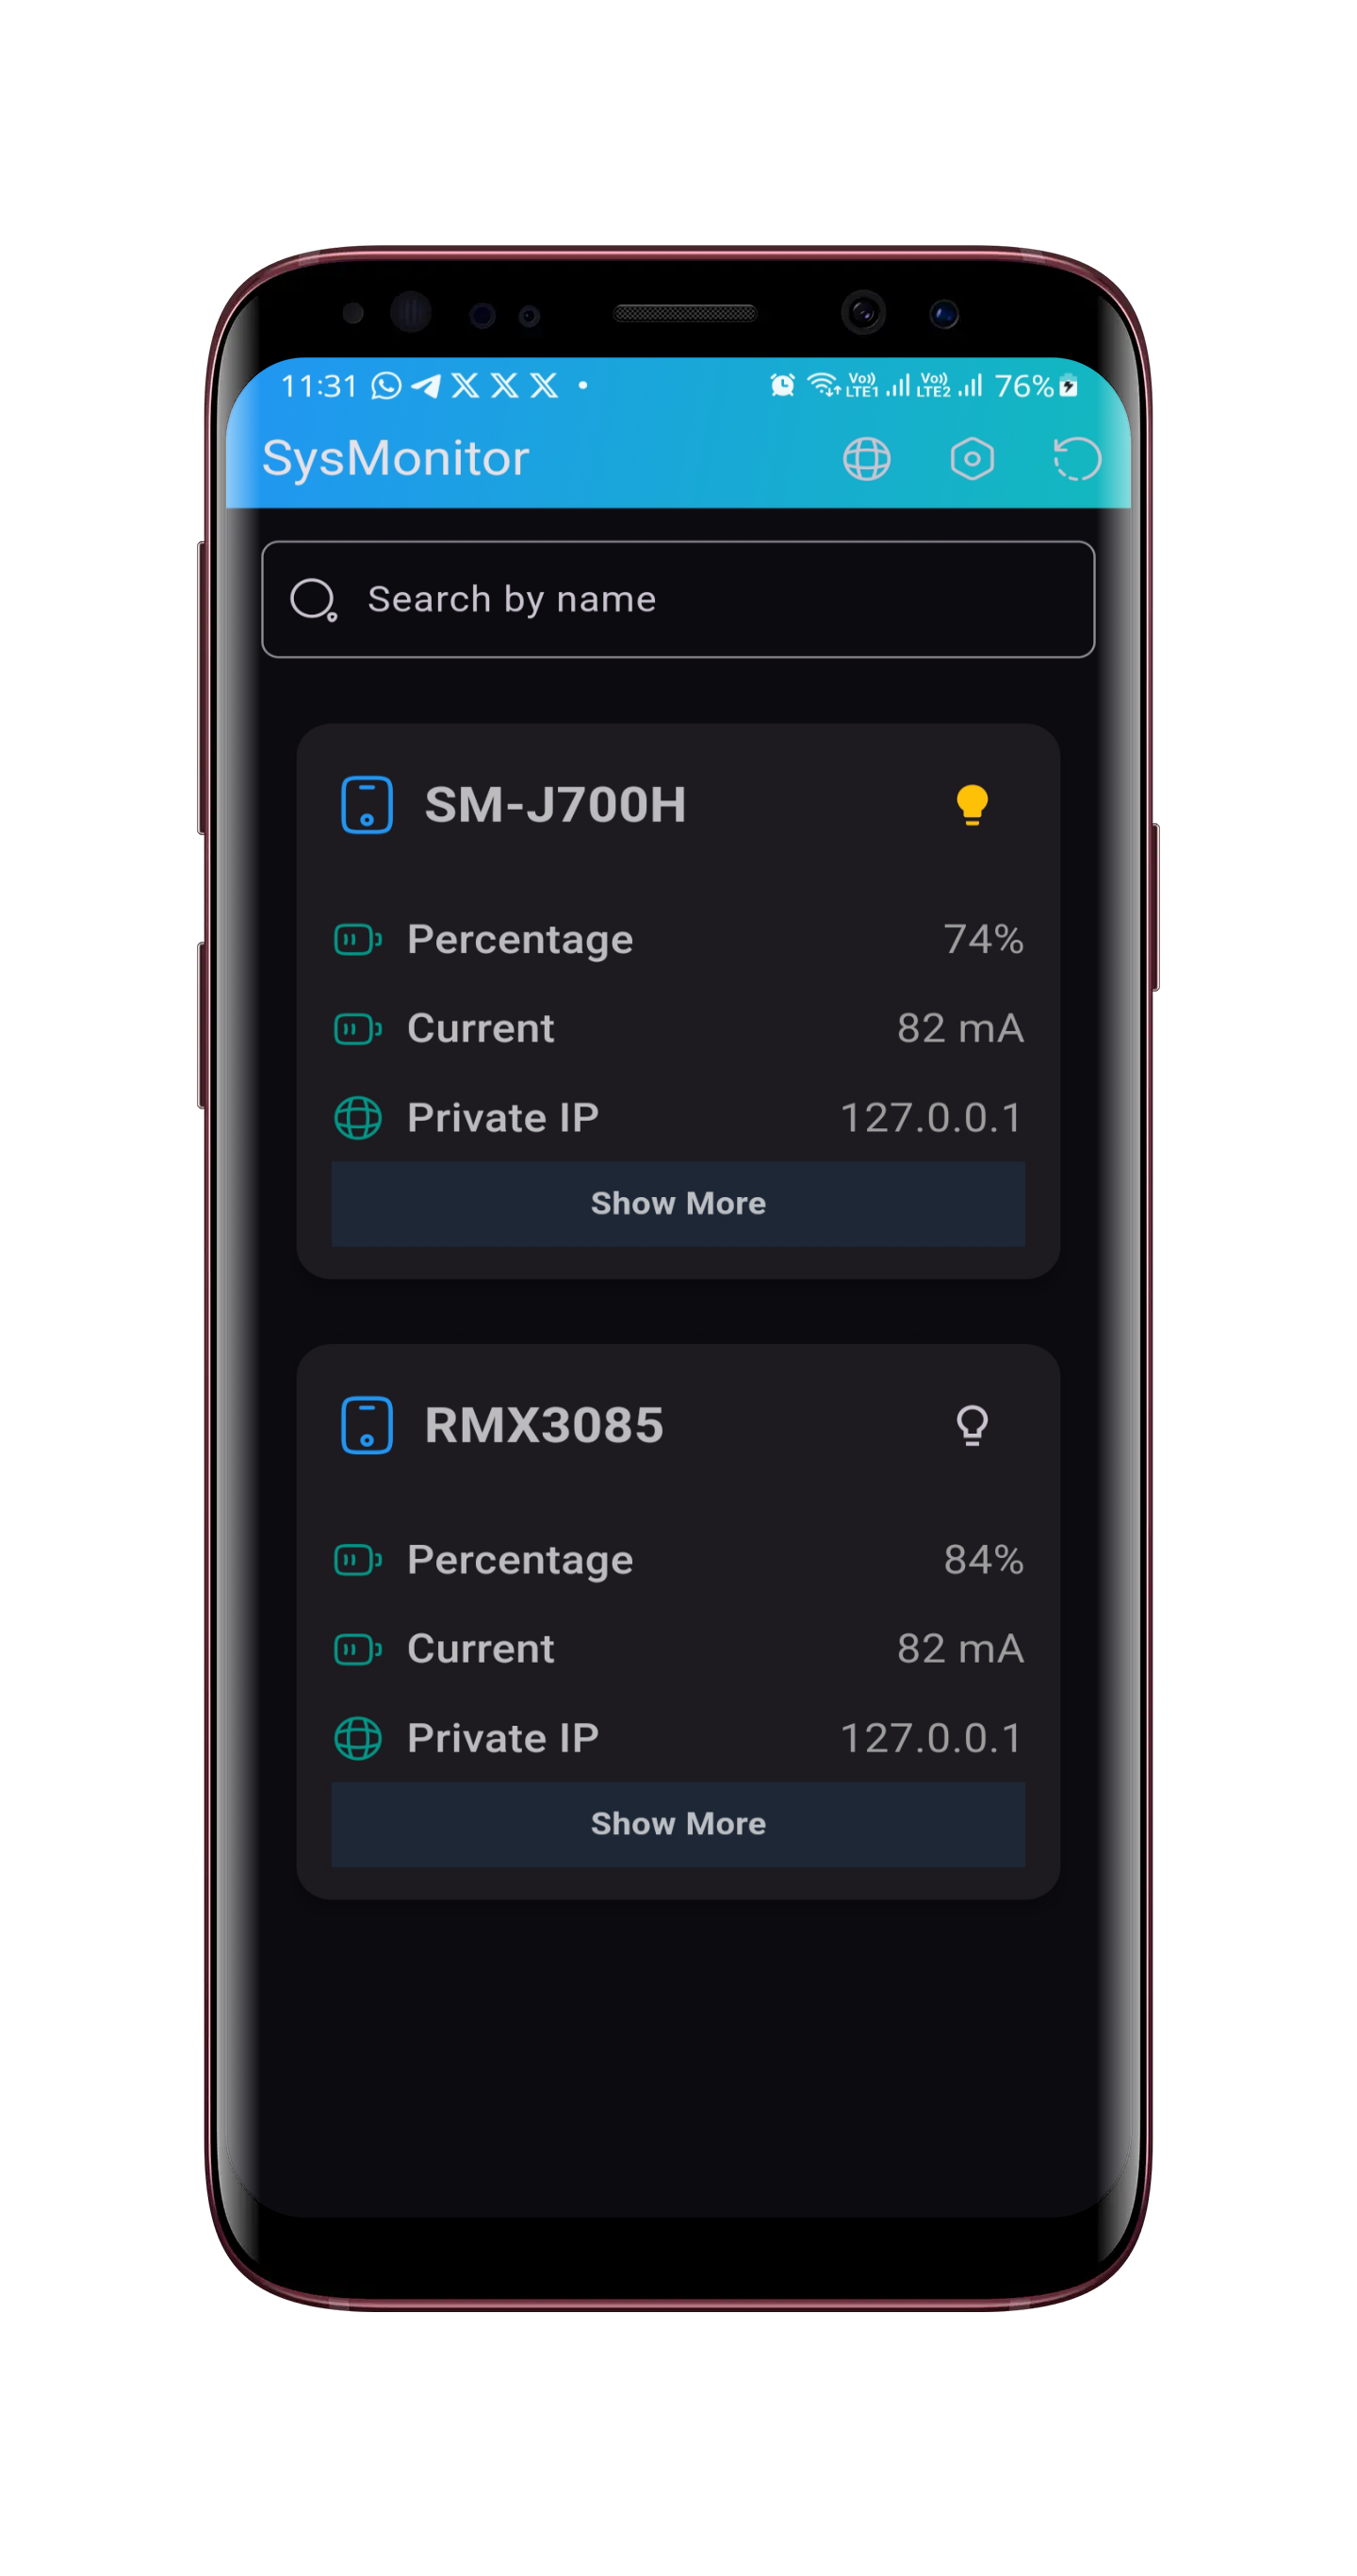 11:31 76%
Vo)) LTE1 Vo)) LTE2
SysMonitor
Search by name
SM-J700H
Percentage 74%
Current 82 mA
Private IP 127.0.0.1
Show More
RMX3085
Percentage 84%
Current 82 mA
Private IP 127.0.0.1
Show More